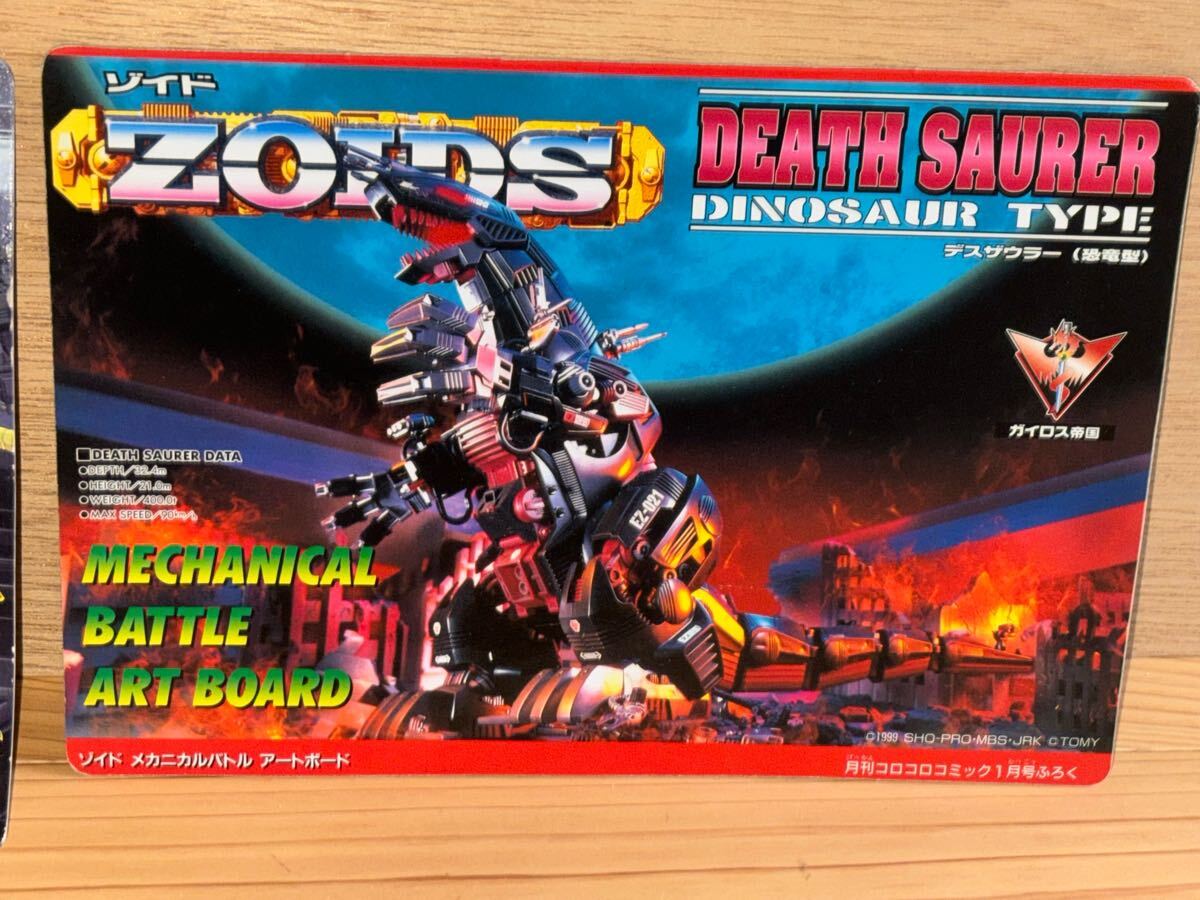 ゾイド
ZOIDS
DEATH SAURER
DINOSAUR TYPE
デスザウラー(恐竜型)
ガイロス帝国
■DEATH SAURER DATA
●DEPTH/32.4m
●HEIGHT/21.0m
●WEIGHT/400.0t
●MAX SPEED/90km/h
EZ-021
MECHANICAL
BATTLE
ART BOARD
©1999 SHO-PRO・MBS・JRK ©TOMY
ゾイド メカニカルバトル アートボード
月刊コロコロコミック1月号ふろく